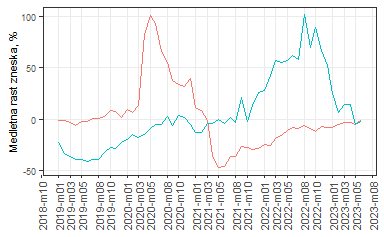 Medletna rast zneska, %
100
50
0
-50
2018-m10
2019-m01
2019-m03
2019-m05
2019-m08
2019-m10
2020-m01
2020-m03
2020-m05
2020-m08
2020-m10
2021-m01
2021-m03
2021-m05
2021-m08
2021-m10
2022-m01
2022-m03
2022-m05
2022-m08
2022-m10
2023-m01
2023-m03
2023-m05
2023-m08